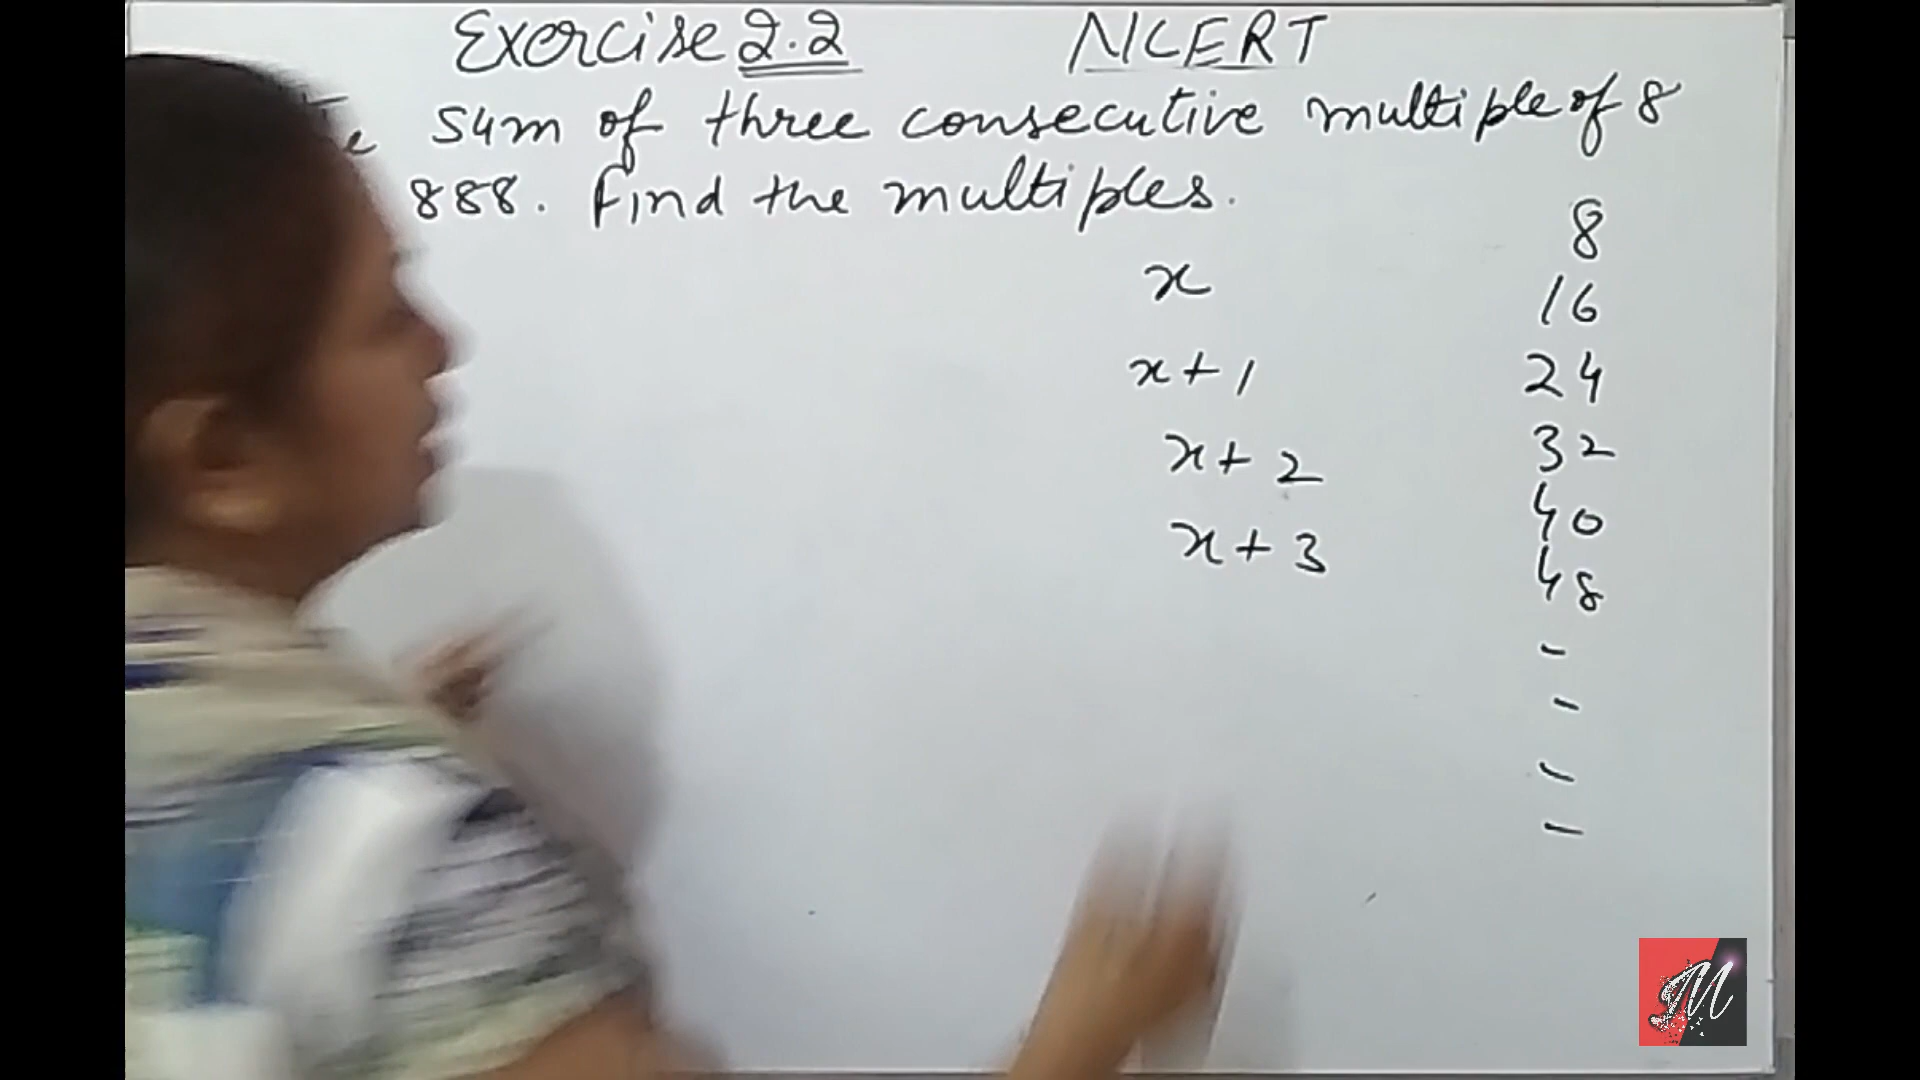 Exercise 2.2 NCERT
sum of three consecutive multiple of 8
888. Find the multiples.
x
x+1
x+2
x+3
8
16
24
32
40
48
-
-
-
-
M